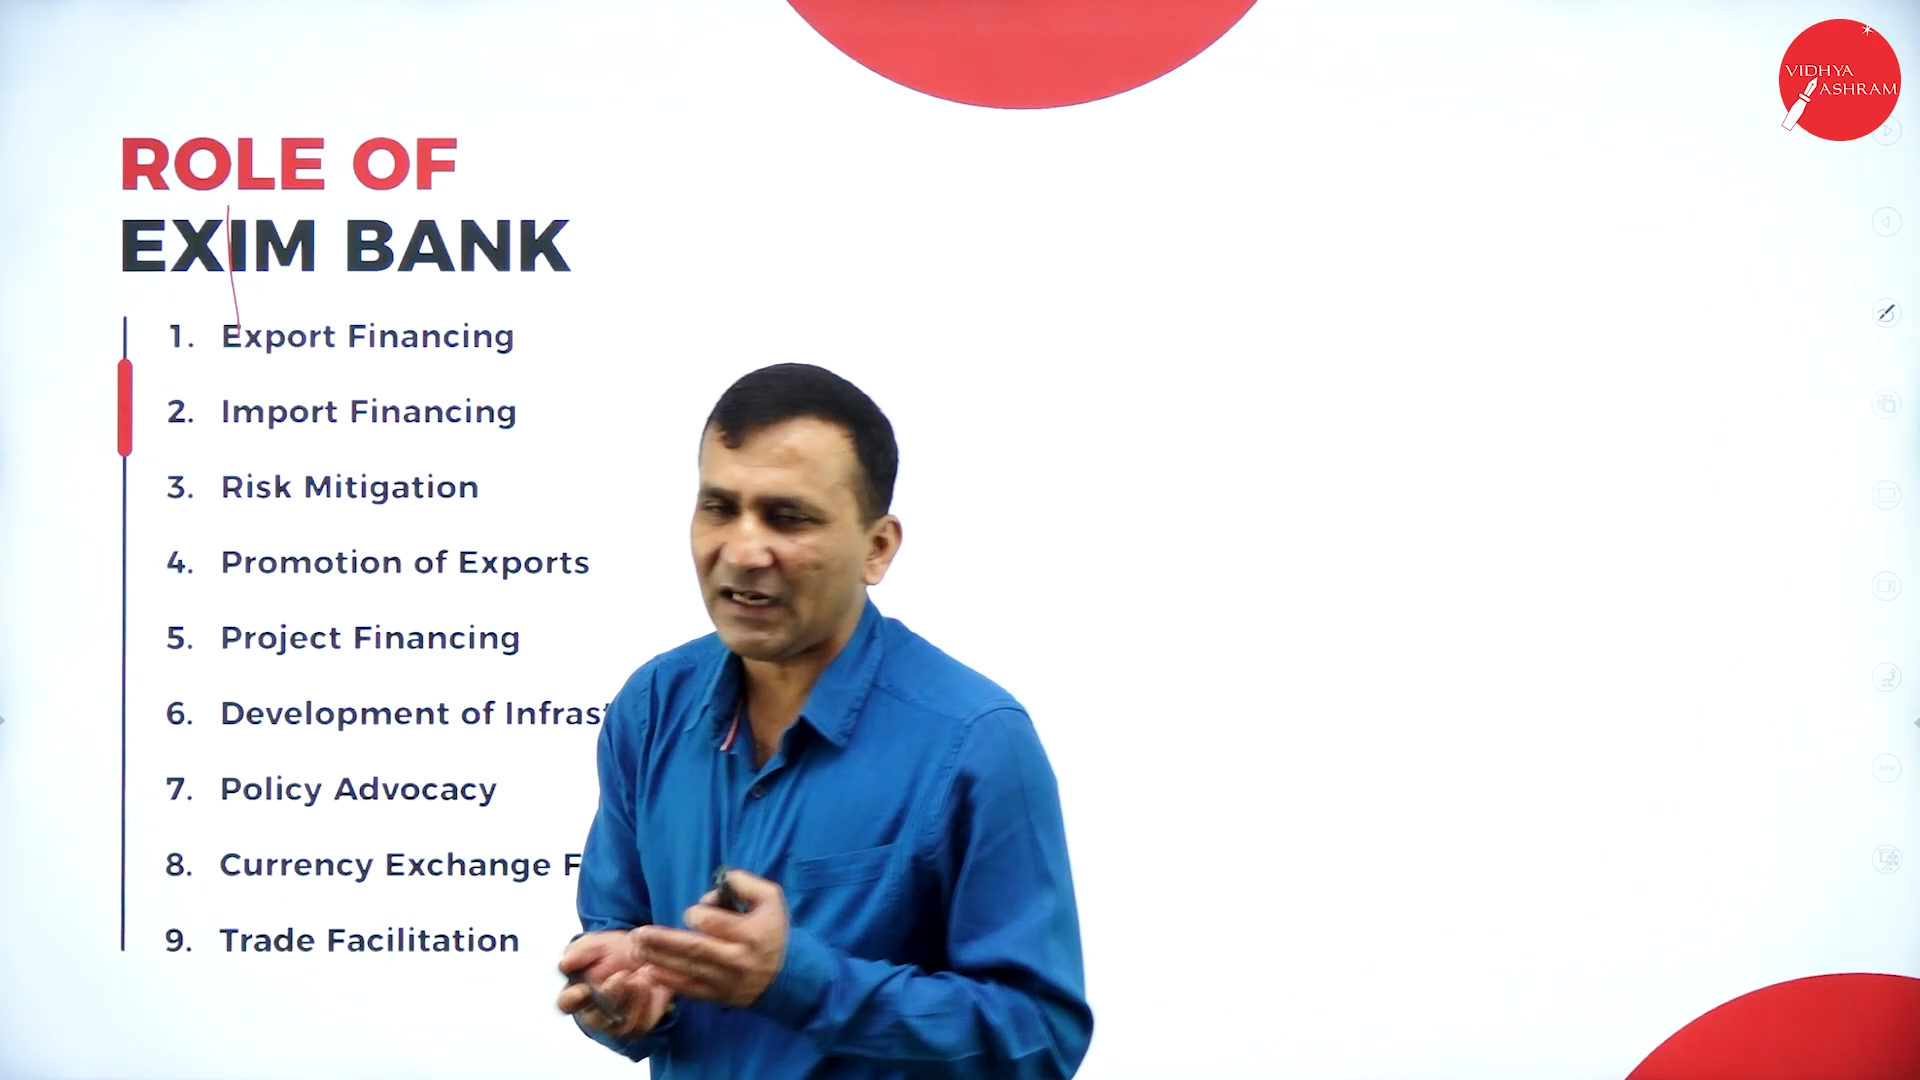 VIDHYA
ASHRAM
ROLE OF
EXIM BANK
1. Export Financing
2. Import Financing
3. Risk Mitigation
4. Promotion of Exports
5. Project Financing
6. Development of
7. Policy Advocacy
8. Currency Exchange
9. Trade Facilitation